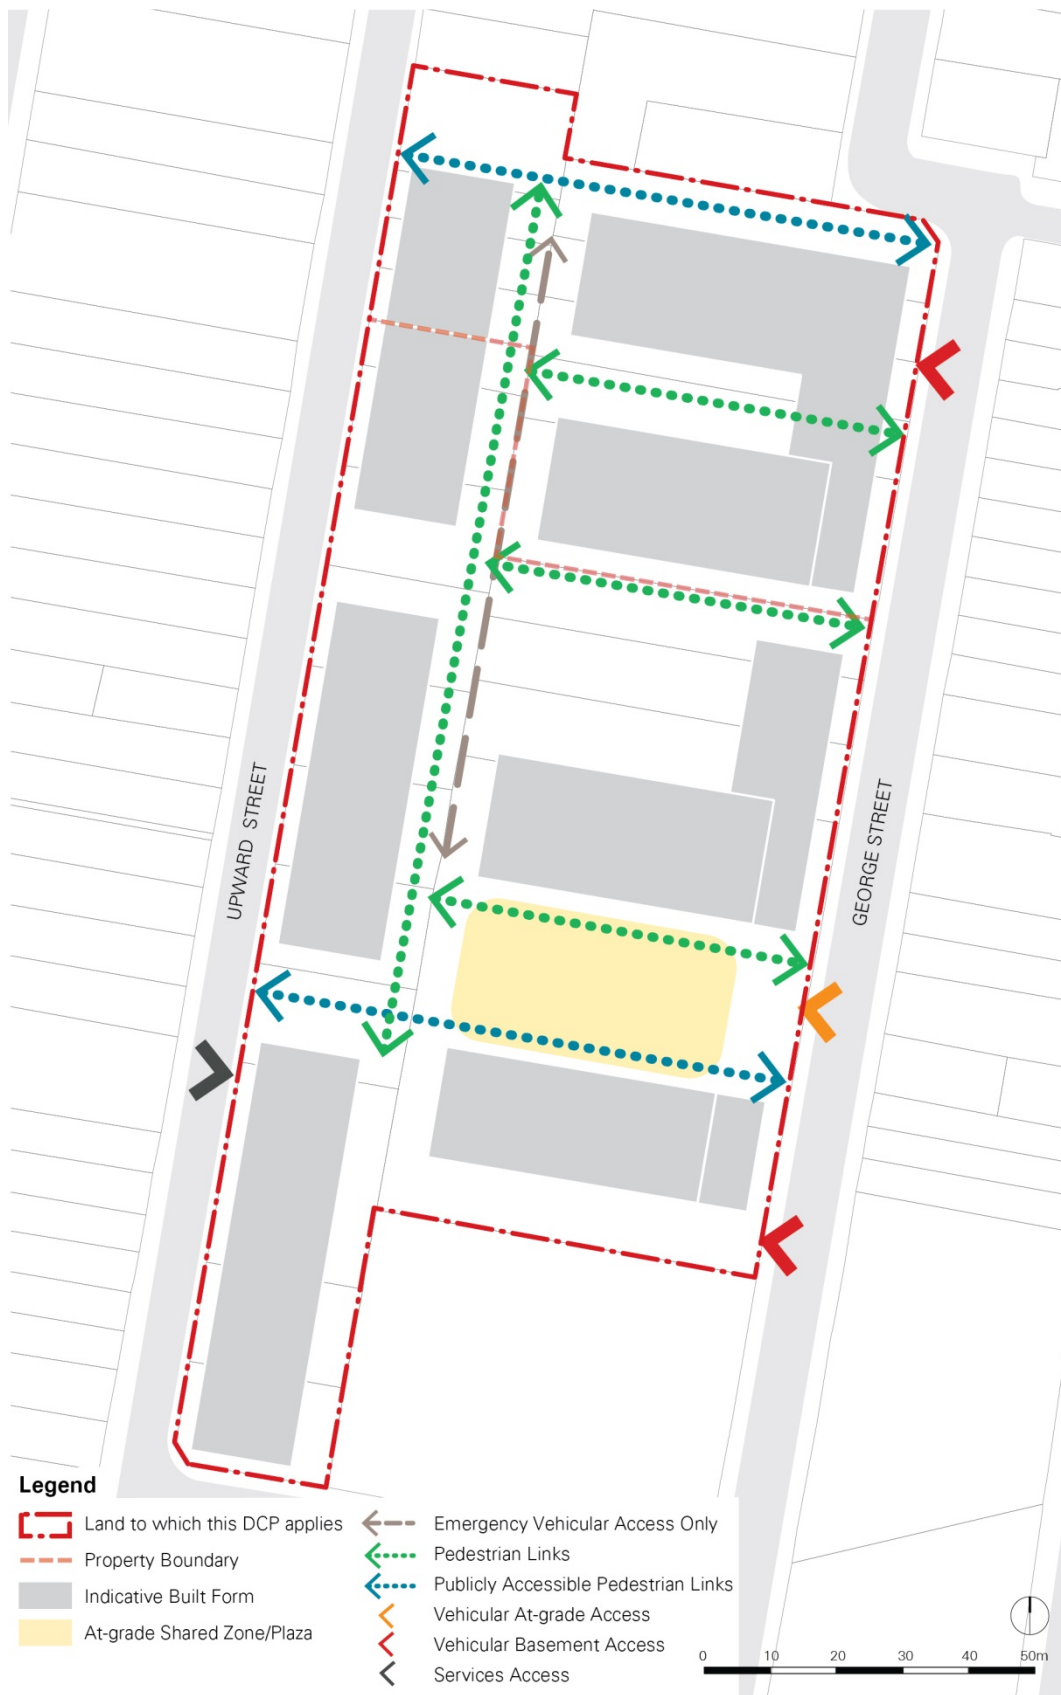 UPWARD STREET
GEORGE STREET
Legend
Land to which this DCP applies
Property Boundary
Indicative Built Form
At-grade Shared Zone/Plaza
Emergency Vehicular Access Only
Pedestrian Links
Publicly Accessible Pedestrian Links
Vehicular At-grade Access
Vehicular Basement Access
Services Access
0 10 20 30 40 50m